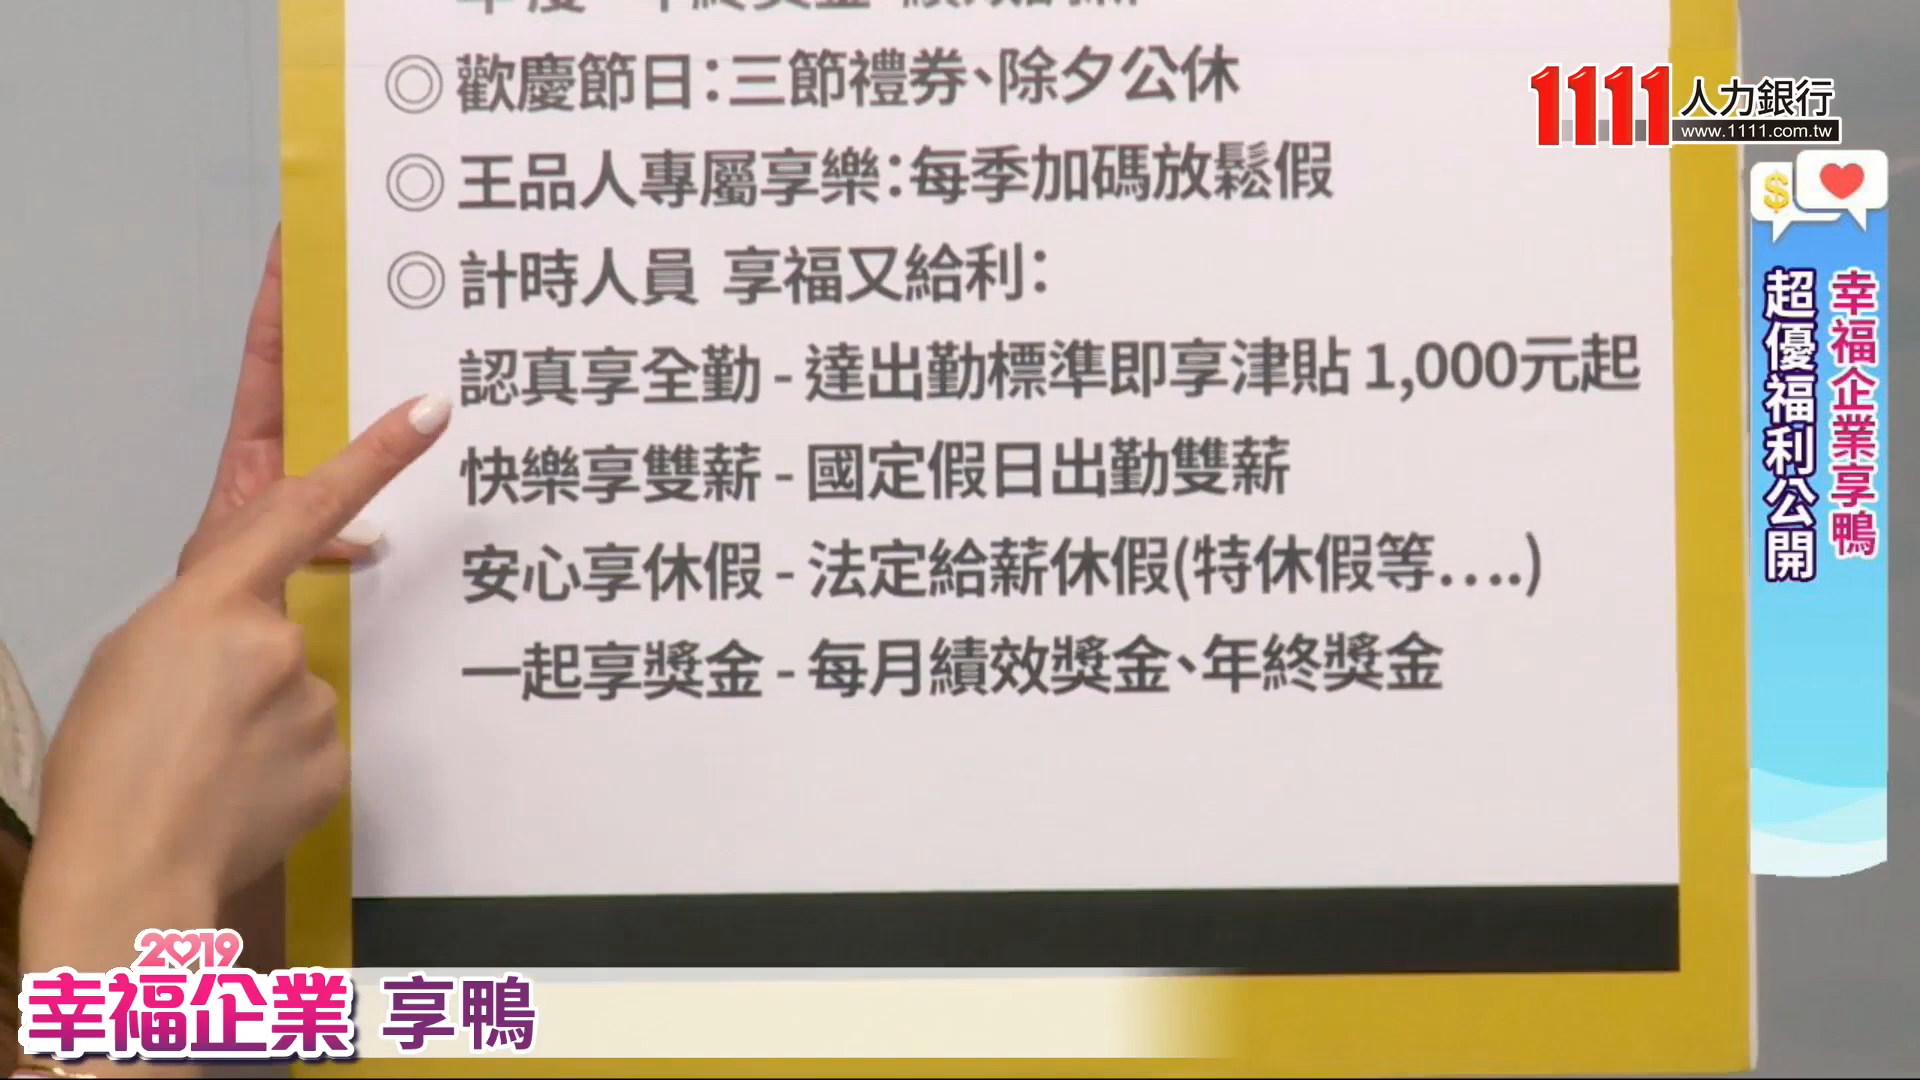 ◎歡慶節日：三節禮券、除夕公休
◎王品人專屬享樂：每季加碼放鬆假
◎計時人員 享福又給利：
認真享全勤 - 達出勤標準即享津貼 1,000元起
快樂享雙薪 - 國定假日出勤雙薪
安心享休假 - 法定給薪休假(特休假等....)
一起享獎金 - 每月績效獎金、年終獎金
1111 人力銀行
www.1111.com.tw
$
幸福企業享鴨
超優福利公開
2019
幸福企業 享鴨